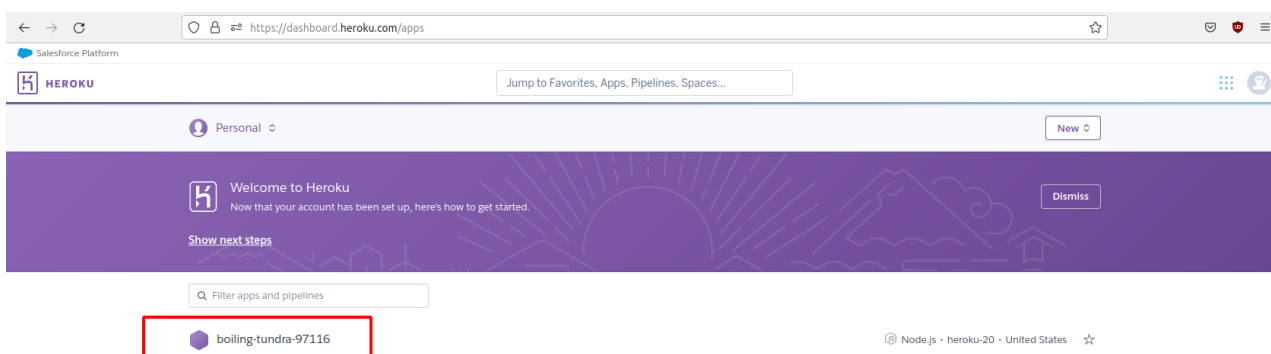 https://dashboard.heroku.com/apps
Salesforce Platform
HEROKU
Jump to Favorites, Apps, Pipelines, Spaces...
Personal
New
Welcome to Heroku
Now that your account has been set up, here's how to get started.
Dismiss
Show next steps
Filter apps and pipelines
boiling-tundra-97116
Node.js • heroku-20 • United States